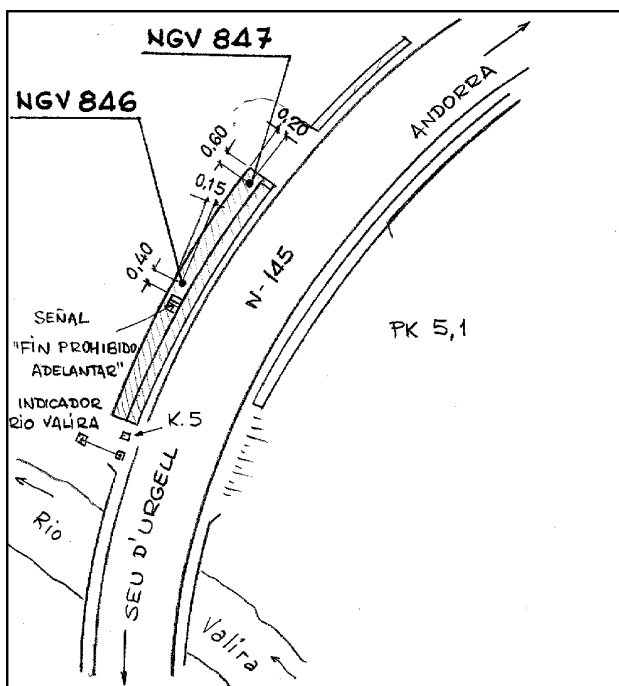 NGV 847
NGV 846
ANDORRA
0,20
0,60
0,15
0,40
N-145
SEÑAL
"FIN PROHIBIDO
ADELANTAR"
PK 5,1
INDICADOR
RIO VALIRA
K.5
SEU D'URGELL
Rio
Valira